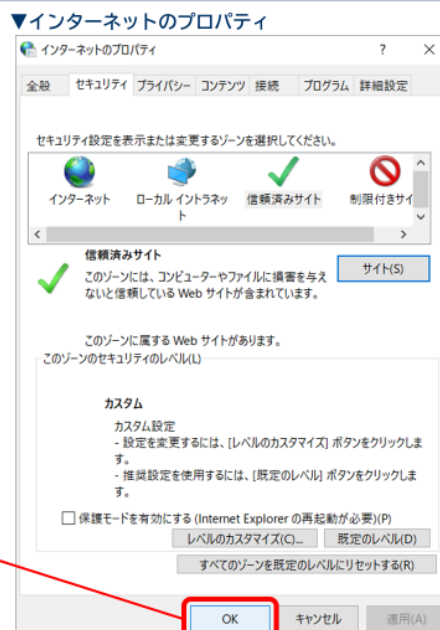 ▼インターネットのプロパティ
インターネットのプロパティ ? ×
全般 セキュリティ プライバシー コンテンツ 接続 プログラム 詳細設定
セキュリティ設定を表示または変更するゾーンを選択してください。
インターネット ローカル イントラネッ 信頼済みサイト 制限付きサイ
ト
信頼済みサイト
サイト(S)
このゾーンには、コンピューターやファイルに損害を与え
ないと信頼している Web サイトが含まれています。
このゾーンに属する Web サイトがあります。
このゾーンのセキュリティのレベル(L)
カスタム
カスタム設定
- 設定を変更するには、[レベルのカスタマイズ] ボタンをクリックしま
す。
- 推奨設定を使用するには、[既定のレベル] ボタンをクリックしま
す。
保護モードを有効にする (Internet Explorer の再起動が必要)(P)
レベルのカスタマイズ(C)... 既定のレベル(D)
すべてのゾーンを既定のレベルにリセットする(R)
OK キャンセル 適用(A)